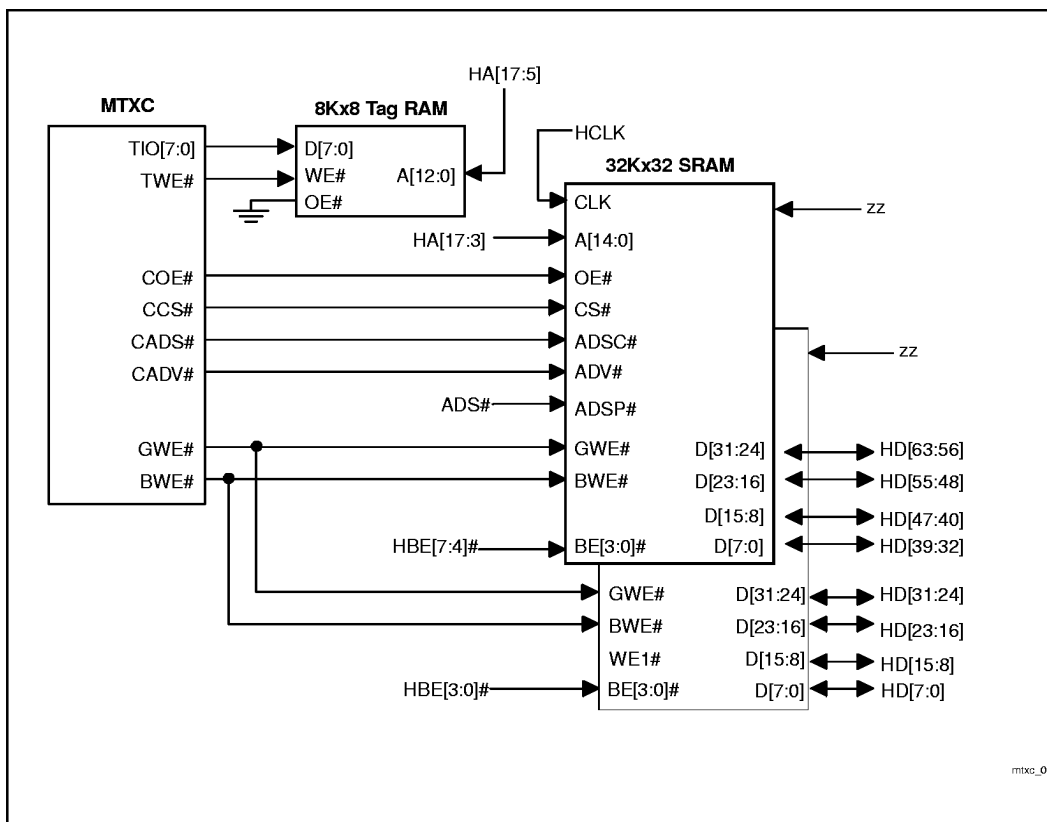 HA[17:5]
MTXC
8Kx8 Tag RAM
HCLK
TIO[7:0]
D[7:0]
TWE#
WE#
A[12:0]
OE#
32Kx32 SRAM
CLK
zz
HA[17:3]
A[14:0]
COE#
OE#
CCS#
CS#
CADS#
ADSC#
zz
CADV#
ADV#
ADS#
ADSP#
GWE#
GWE#
D[31:24]
HD[63:56]
BWE#
BWE#
D[23:16]
HD[55:48]
D[15:8]
HD[47:40]
HBE[7:4]#
BE[3:0]#
D[7:0]
HD[39:32]
GWE#
D[31:24]
HD[31:24]
BWE#
D[23:16]
HD[23:16]
WE1#
D[15:8]
HD[15:8]
HBE[3:0]#
BE[3:0]#
D[7:0]
HD[7:0]
mtxc_0